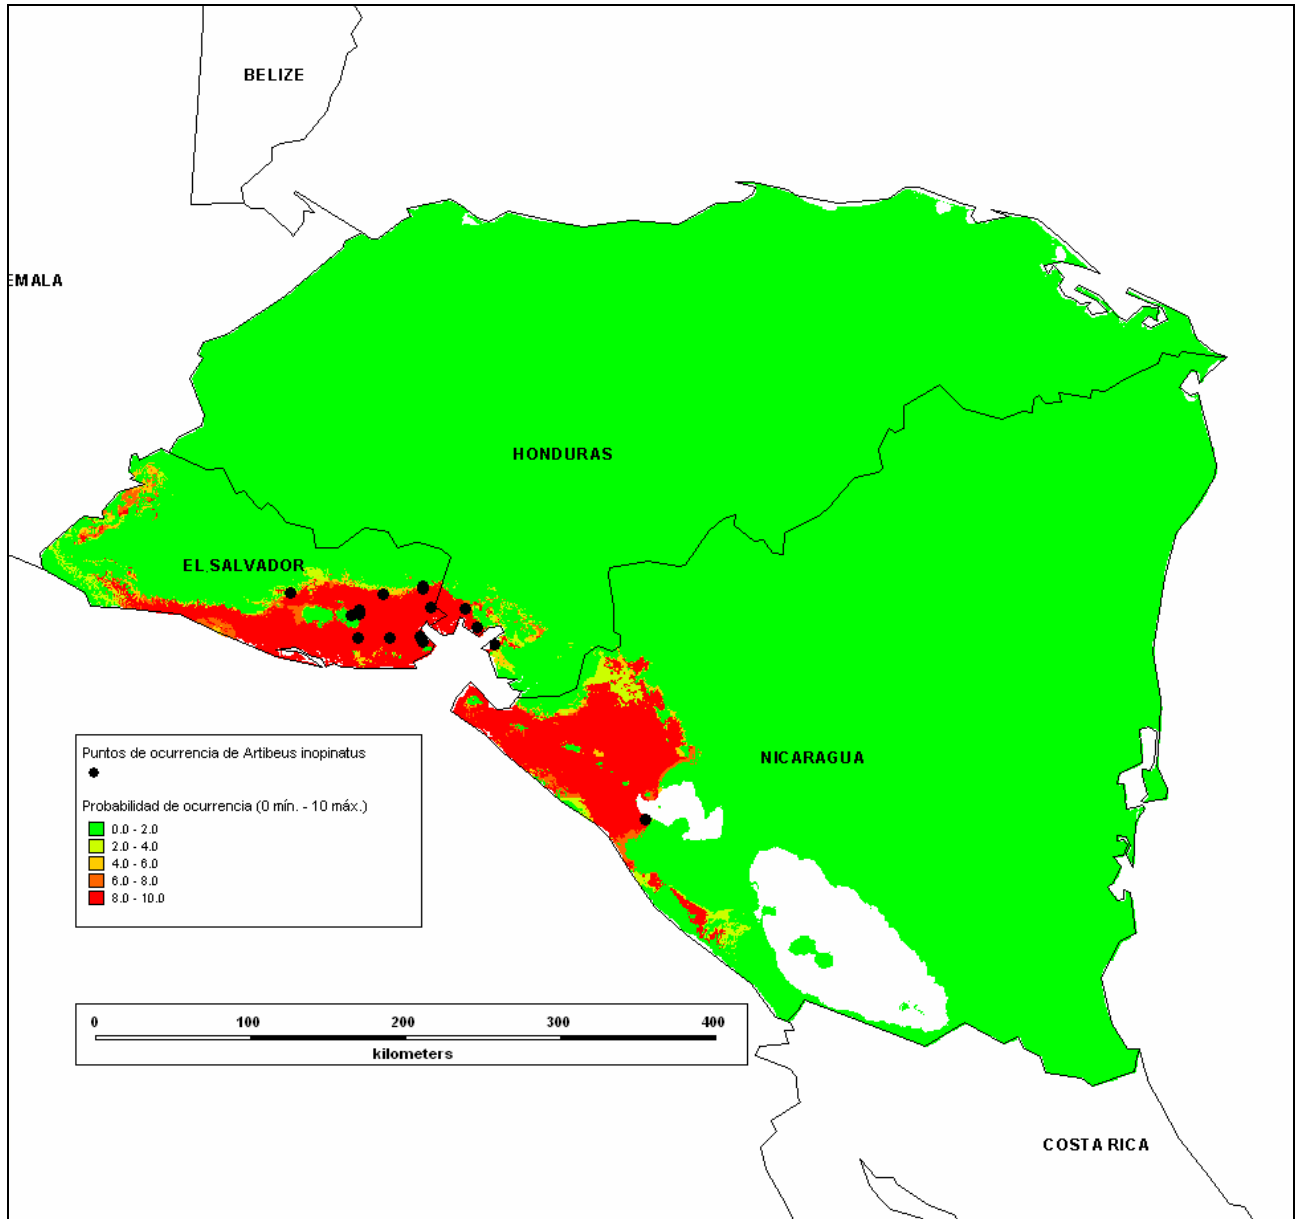 BELIZE
EMALA
HONDURAS
EL SALVADOR
NICARAGUA
Puntos de ocurrencia de Artibeus inopinatus
Probabilidad de ocurrencia (0 mín. - 10 máx.)
0.0 - 2.0
2.0 - 4.0
4.0 - 6.0
6.0 - 8.0
8.0 - 10.0
0 100 200 300 400
kilometers
COSTA RICA